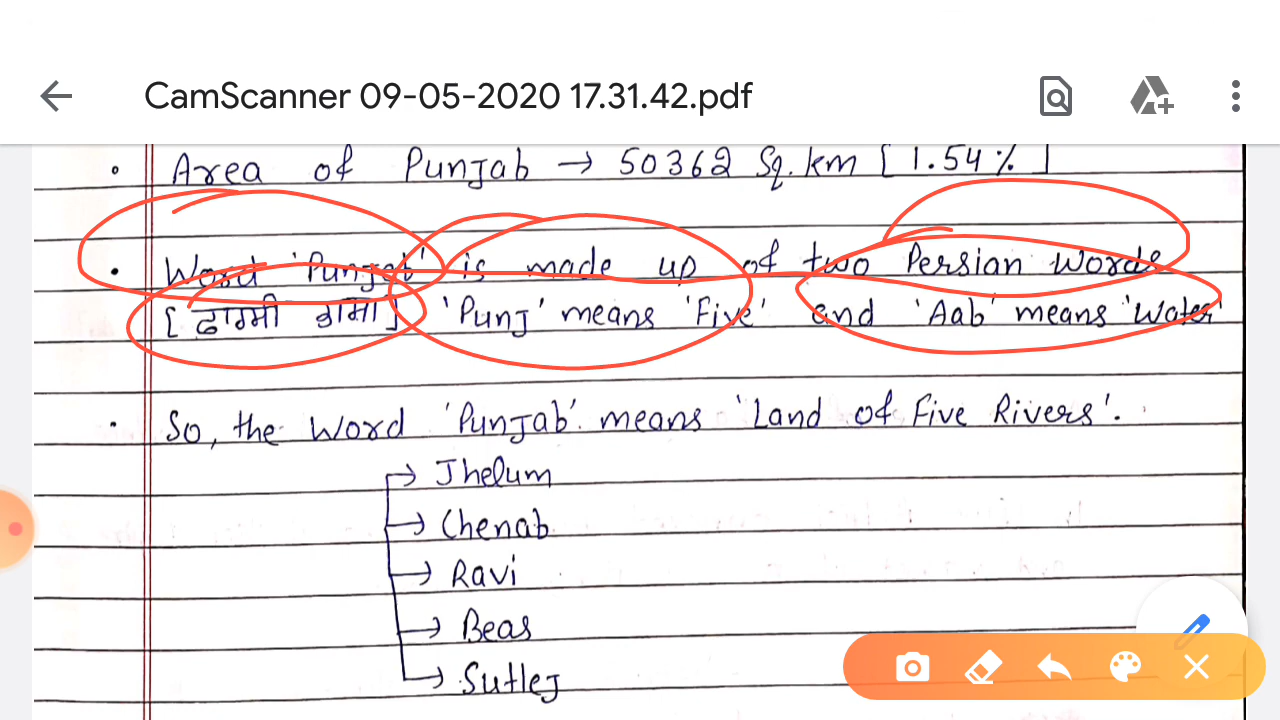 CamScanner 09-05-2020 17.31.42.pdf
• Area of Punjab → 50362 Sq. km [1.54%]
• Word 'Punjab' is made up of two Persian Words
[ਫਾਰਸੀ ਭਾਸ਼ਾ] 'Punj' means 'Five' and 'Aab' means 'Water'
• So, the Word 'Punjab' means 'Land of Five Rivers'.
→ Jhelum
→ Chenab
→ Ravi
→ Beas
→ Sutlej